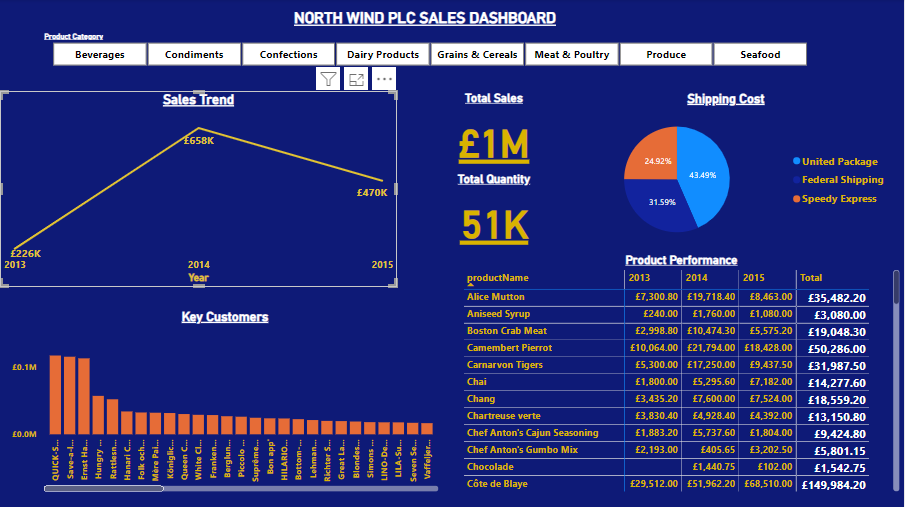 NORTH WIND PLC SALES DASHBOARD
Product Category
Beverages Condiments Confections Dairy Products Grains & Cereals Meat & Poultry Produce Seafood
Sales Trend
£658K
£470K
£226K
2013 2014 2015
Year
Total Sales
£1M
Total Quantity
51K
Shipping Cost
24.92% 43.49%
31.59%
United Package
Federal Shipping
Speedy Express
Key Customers
£0.1M
£0.0M
QUICK-S...
Save-a-l...
Ernst Ha...
Hungry ...
Rattlesn...
Hanari C...
Folk och...
Mère Pai...
Königlic...
Queen C...
White Cl...
Franken...
Berglun...
Piccolo ...
Suprême...
Bon app'
HILARIO...
Bottom-...
Lehman...
Richter S...
Great La...
Blondes...
Simons ...
LINO-De...
LILA-Su...
Seven Se...
Vaffeljer...
Product Performance
productName 2013 2014 2015 Total
Alice Mutton £7,300.80 £19,718.40 £8,463.00 £35,482.20
Aniseed Syrup £240.00 £1,760.00 £1,080.00 £3,080.00
Boston Crab Meat £2,998.80 £10,474.30 £5,575.20 £19,048.30
Camembert Pierrot £10,064.00 £21,794.00 £18,428.00 £50,286.00
Carnarvon Tigers £5,300.00 £17,250.00 £9,437.50 £31,987.50
Chai £1,800.00 £5,295.60 £7,182.00 £14,277.60
Chang £3,435.20 £7,600.00 £7,524.00 £18,559.20
Chartreuse verte £3,830.40 £4,928.40 £4,392.00 £13,150.80
Chef Anton's Cajun Seasoning £1,883.20 £5,737.60 £1,804.00 £9,424.80
Chef Anton's Gumbo Mix £2,193.00 £405.65 £3,202.50 £5,801.15
Chocolade £1,440.75 £102.00 £1,542.75
Côte de Blaye £29,512.00 £51,962.20 £68,510.00 £149,984.20